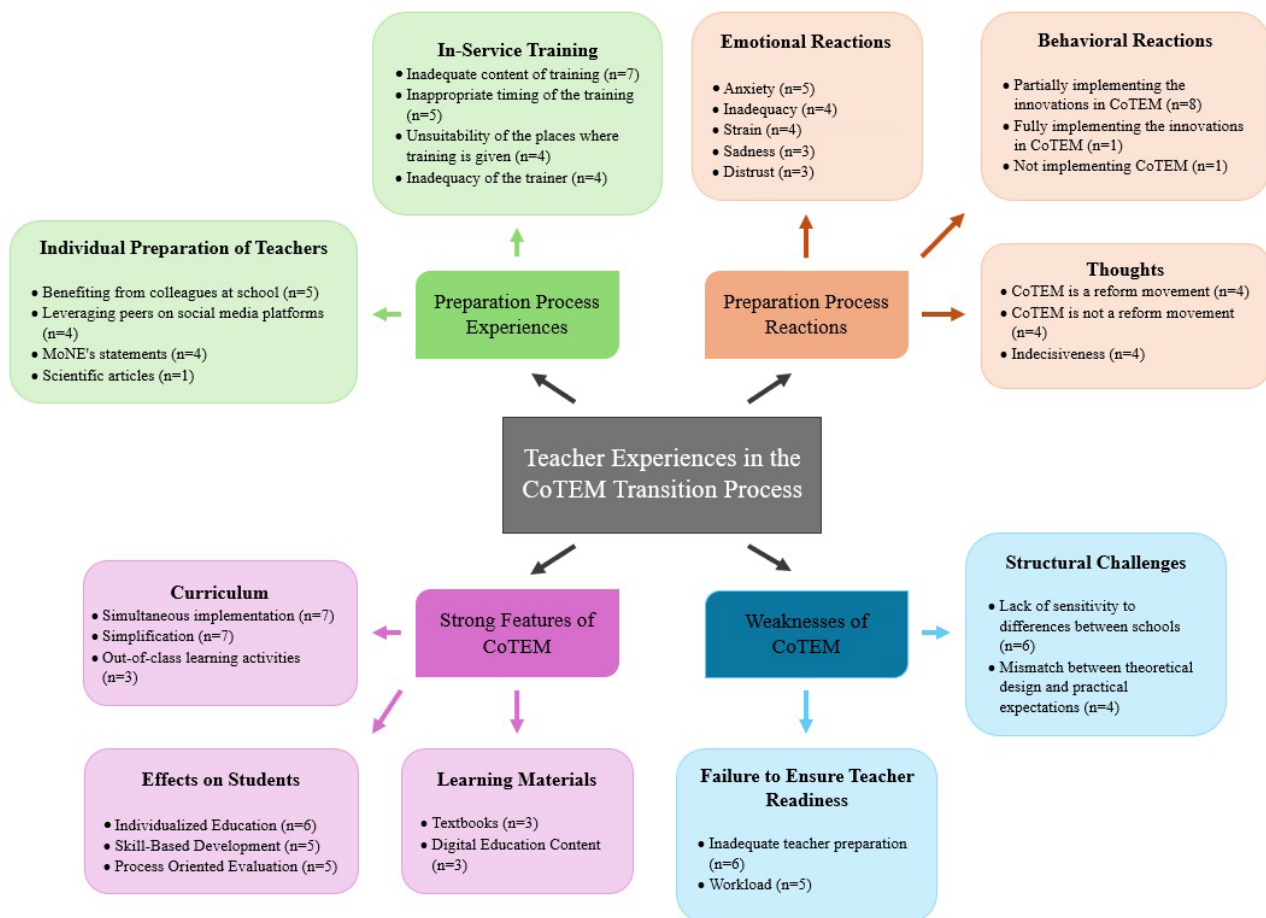 In-Service Training
• Inadequate content of training (n=7)
• Inappropriate timing of the training
(n=5)
• Unsuitability of the places where
training is given (n=4)
• Inadequacy of the trainer (n=4)
Emotional Reactions
• Anxiety (n=5)
• Inadequacy (n=4)
• Strain (n=4)
• Sadness (n=3)
• Distrust (n=3)
Behavioral Reactions
• Partially implementing the
innovations in CoTEM (n=8)
• Fully implementing the innovations
in CoTEM (n=1)
• Not implementing CoTEM (n=1)
Individual Preparation of Teachers
• Benefiting from colleagues at school (n=5)
• Leveraging peers on social media platforms
(n=4)
• MoNE's statements (n=4)
• Scientific articles (n=1)
Preparation Process
Experiences
Preparation Process
Reactions
Thoughts
• CoTEM is a reform movement (n=4)
• CoTEM is not a reform movement
(n=4)
• Indecisiveness (n=4)
Teacher Experiences in the
CoTEM Transition Process
Curriculum
• Simultaneous implementation (n=7)
• Simplification (n=7)
• Out-of-class learning activities
(n=3)
Strong Features of
CoTEM
Weaknesses of
CoTEM
Structural Challenges
• Lack of sensitivity to
differences between schools
(n=6)
• Mismatch between theoretical
design and practical
expectations (n=4)
Effects on Students
• Individualized Education (n=6)
• Skill-Based Development (n=5)
• Process Oriented Evaluation (n=5)
Learning Materials
• Textbooks (n=3)
• Digital Education Content
(n=3)
Failure to Ensure Teacher
Readiness
• Inadequate teacher preparation
(n=6)
• Workload (n=5)